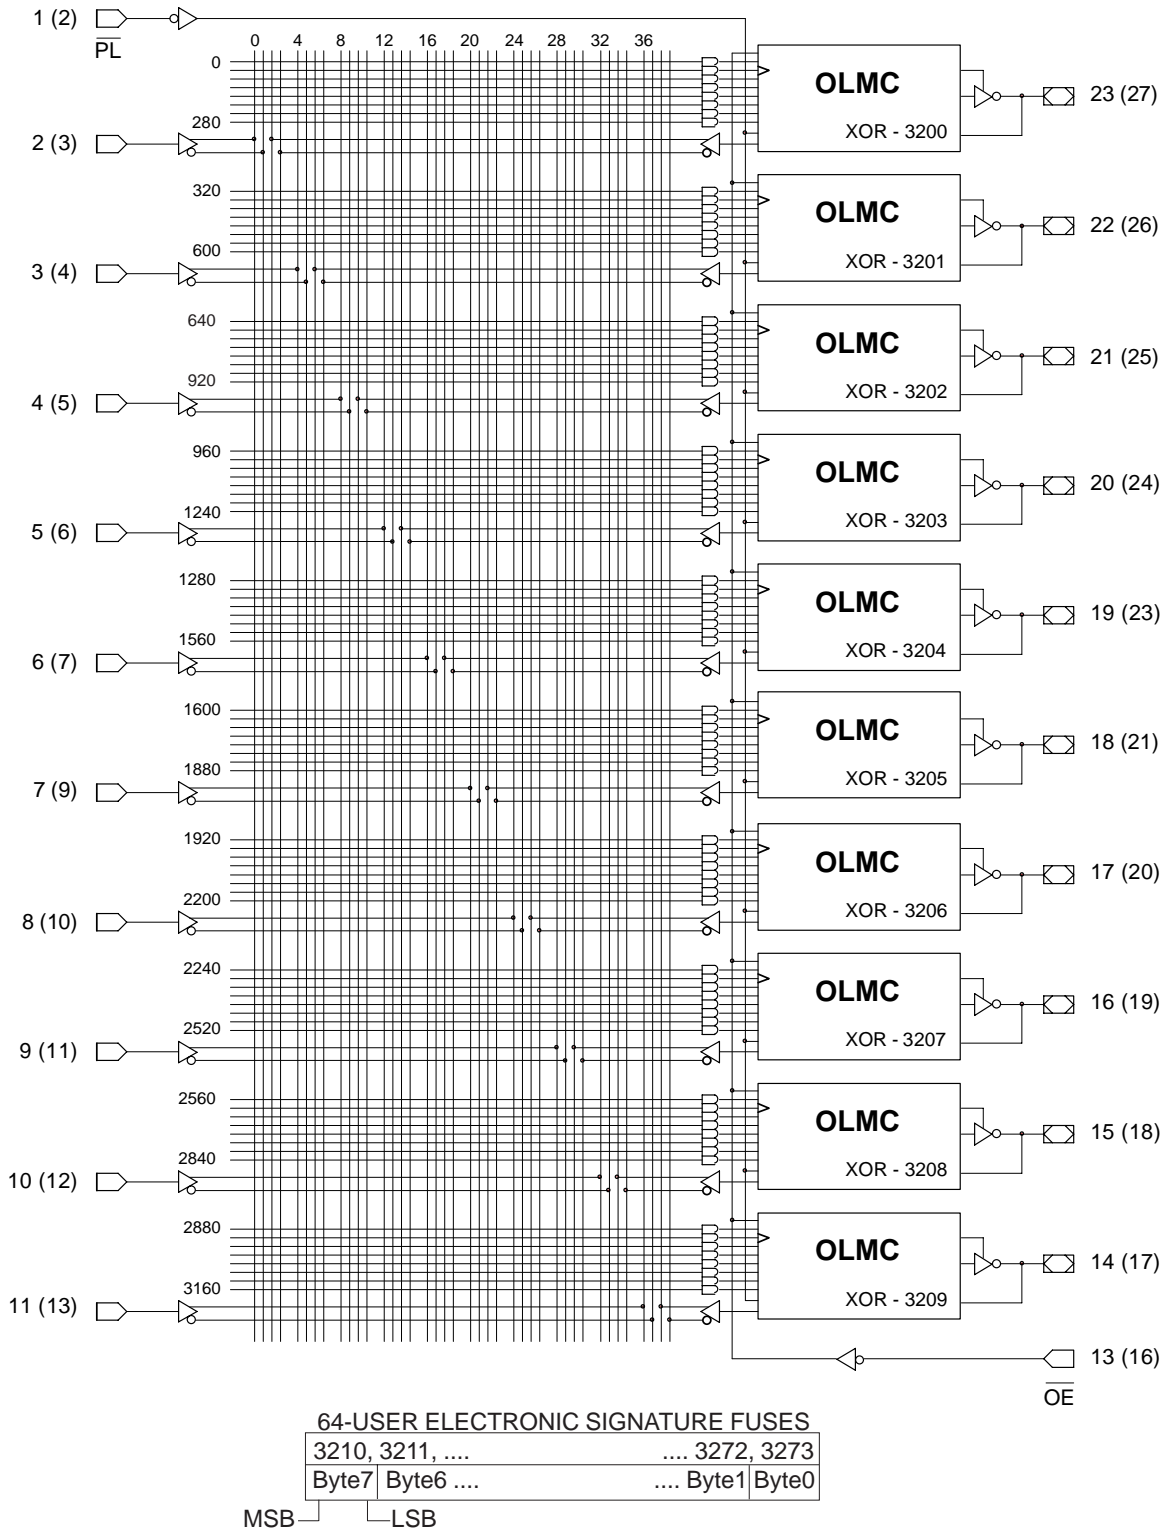 1 (2)
PL
0 4 8 12 16 20 24 28 32 36
0
280
OLMC
XOR - 3200
23 (27)
2 (3)
320
600
OLMC
XOR - 3201
22 (26)
3 (4)
640
920
OLMC
XOR - 3202
21 (25)
4 (5)
960
1240
OLMC
XOR - 3203
20 (24)
5 (6)
1280
1560
OLMC
XOR - 3204
19 (23)
6 (7)
1600
1880
OLMC
XOR - 3205
18 (21)
7 (9)
1920
2200
OLMC
XOR - 3206
17 (20)
8 (10)
2240
2520
OLMC
XOR - 3207
16 (19)
9 (11)
2560
2840
OLMC
XOR - 3208
15 (18)
10 (12)
2880
3160
OLMC
XOR - 3209
14 (17)
11 (13)
13 (16)
OE
64-USER ELECTRONIC SIGNATURE FUSES
3210, 3211, .... .... 3272, 3273
Byte7 Byte6 .... .... Byte1 Byte0
MSB LSB